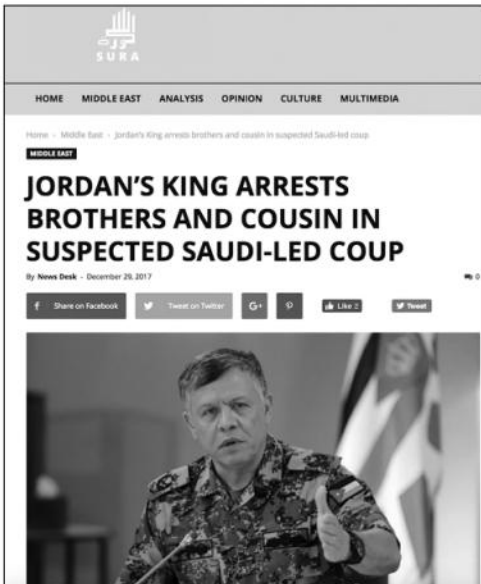 سُورَة
SURA
HOME MIDDLE EAST ANALYSIS OPINION CULTURE MULTIMEDIA
Home › Middle East › Jordan's King arrests brothers and cousin in suspected Saudi-led coup
MIDDLE EAST
JORDAN'S KING ARRESTS
BROTHERS AND COUSIN IN
SUSPECTED SAUDI-LED COUP
By News Desk - December 29, 2017 0
f Share on Facebook Tweet on Twitter G+ Like 2 Tweet